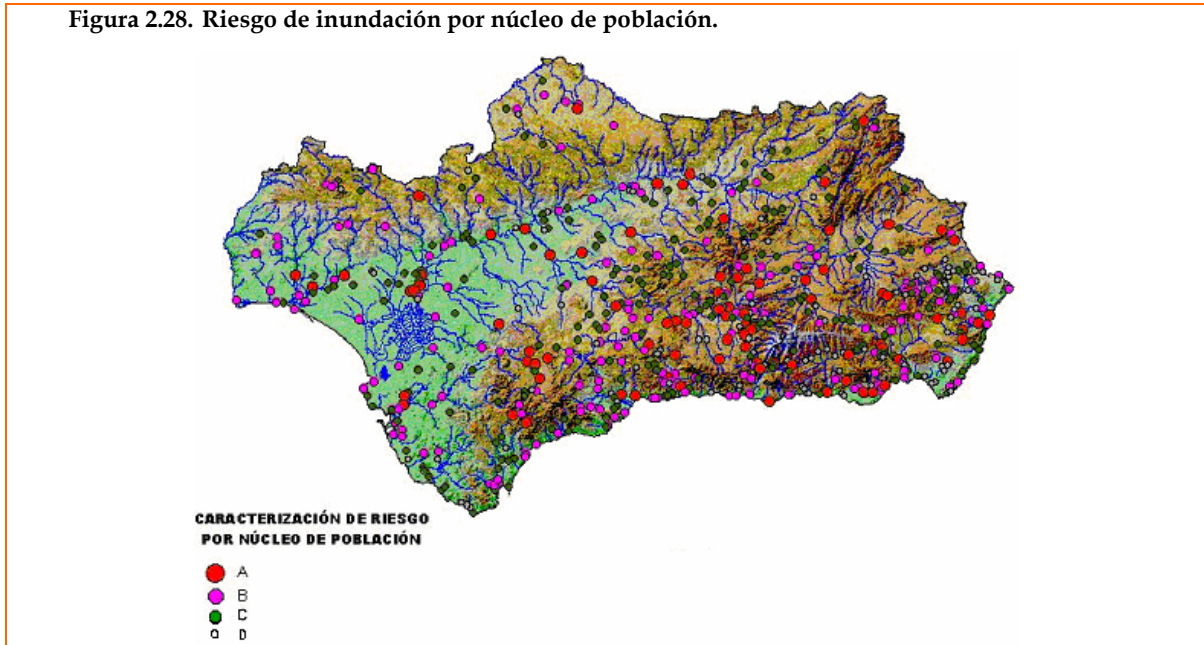 Figura 2.28. Riesgo de inundación por núcleo de población.
CARACTERIZACIÓN DE RIESGO
POR NÚCLEO DE POBLACIÓN
A
B
C
D